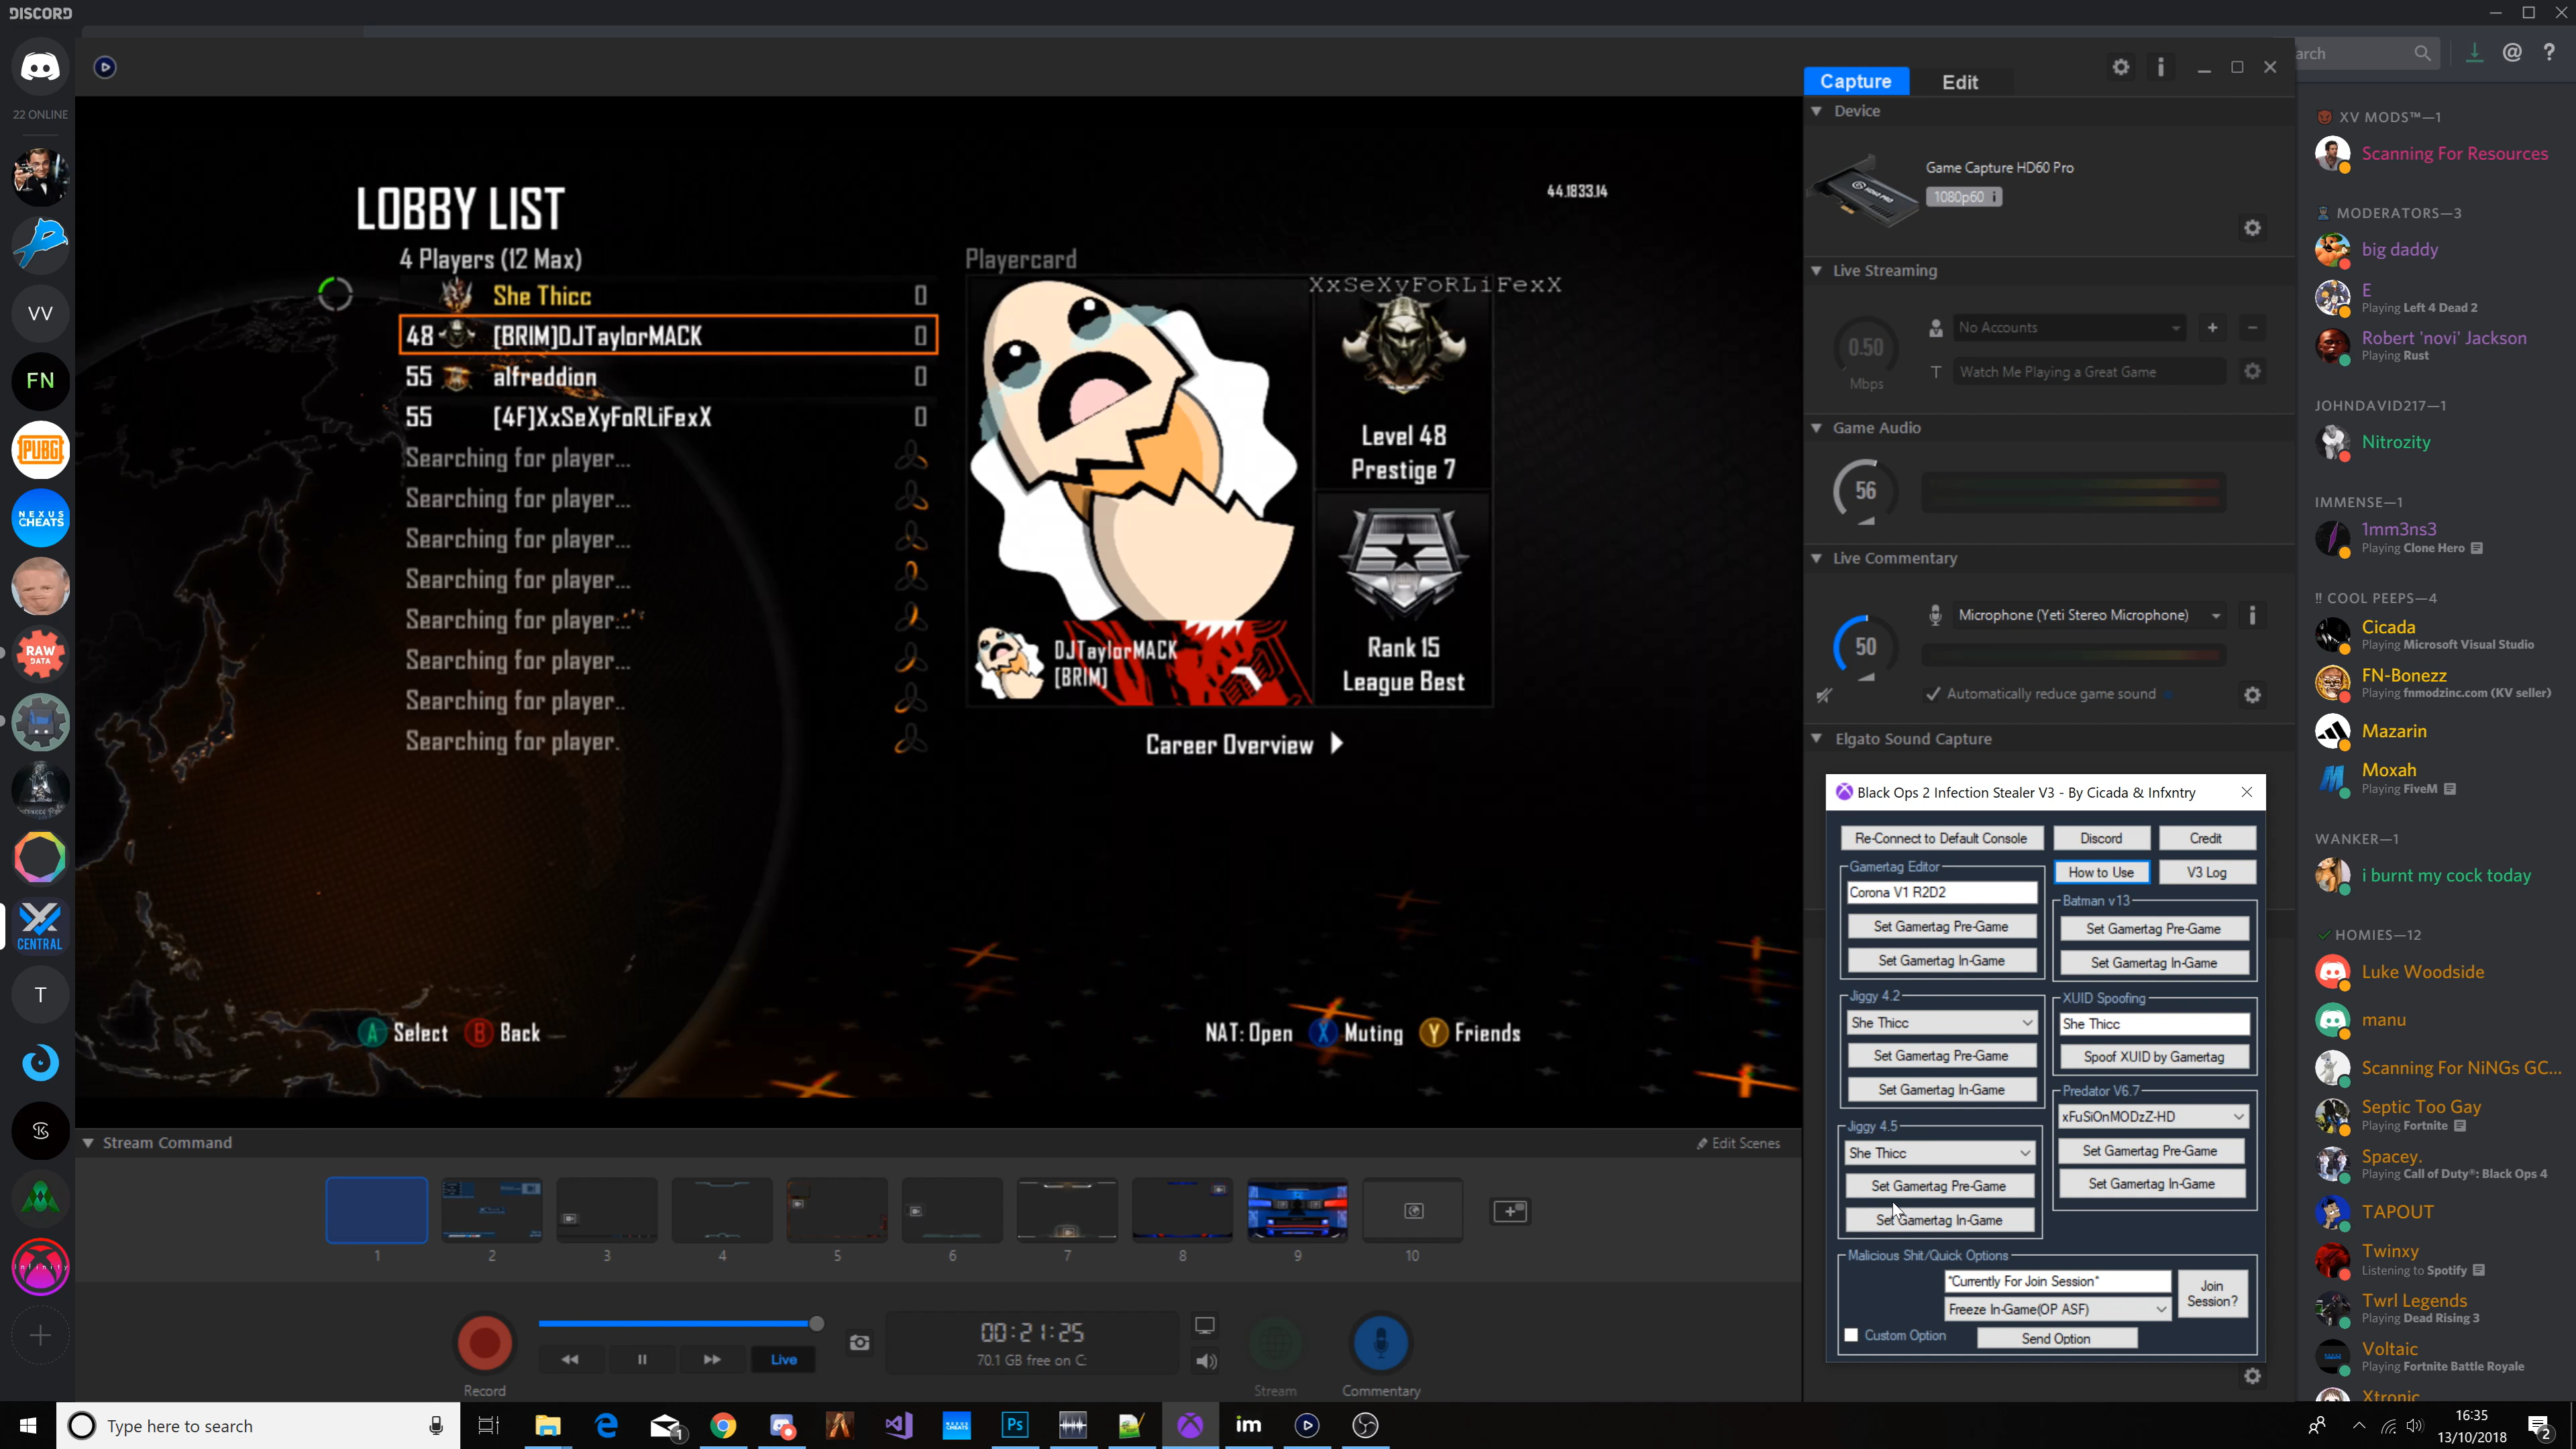 DISCORD
22 ONLINE
VV
FN
PUBG
NEXUS
CHEATS
RAW
DATA
CENTRAL
T
Infinity
LOBBY LIST
44.1833.14
4 Players (12 Max)
She Thicc 0
48 [BRIM]DJTaylorMACK 0
55 alfreddion 0
55 [4F]XxSeXyFoRLiFexX 0
Searching for player...
Searching for player...
Searching for player...
Searching for player...
Searching for player...
Searching for player...
Searching for player..
Searching for player.
Playercard
XxSeXyFoRLiFexX
Level 48
Prestige 7
DJTaylorMACK
[BRIM]
Rank 15
League Best
Career Overview
A Select B Back
NAT: Open X Muting Y Friends
Stream Command
Edit Scenes
1 2 3 4 5 6 7 8 9 10
Record
Live
00:21:25
70.1 GB free on C:
Stream
Commentary
Capture Edit
Device
Game Capture HD60 Pro
1080p60 i
Live Streaming
0.50
Mbps
No Accounts
T Watch Me Playing a Great Game
Game Audio
56
Live Commentary
50
Microphone (Yeti Stereo Microphone)
Automatically reduce game sound
Elgato Sound Capture
Black Ops 2 Infection Stealer V3 - By Cicada & Infxntry
Re-Connect to Default Console
Discord
Credit
Gamertag Editor
Corona V1 R2D2
Set Gamertag Pre-Game
Set Gamertag In-Game
How to Use
V3 Log
Batman v13
Set Gamertag Pre-Game
Set Gamertag In-Game
Jiggy 4.2
She Thicc
Set Gamertag Pre-Game
Set Gamertag In-Game
XUID Spoofing
She Thicc
Spoof XUID by Gamertag
Jiggy 4.5
She Thicc
Set Gamertag Pre-Game
Set Gamertag In-Game
Predator V6.7
xFuSiOnMODzZ-HD
Set Gamertag Pre-Game
Set Gamertag In-Game
Malicious Shit/Quick Options
"Currently For Join Session"
Freeze In-Game(OP ASF)
Join
Session?
Custom Option
Send Option
arch
XV MODS™—1
Scanning For Resources
MODERATORS—3
big daddy
E
Playing Left 4 Dead 2
Robert 'novi' Jackson
Playing Rust
JOHNDAVID217—1
Nitrozity
IMMENSE—1
1mm3ns3
Playing Clone Hero
!! COOL PEEPS—4
Cicada
Playing Microsoft Visual Studio
FN-Bonezz
Playing fnmodzinc.com (KV seller)
Mazarin
Moxah
Playing FiveM
WANKER—1
i burnt my cock today
HOMIES—12
Luke Woodside
manu
Scanning For NiNGs GC...
Septic Too Gay
Playing Fortnite
Spacey.
Playing Call of Duty®: Black Ops 4
TAPOUT
Twinxy
Listening to Spotify
Twrl Legends
Playing Dead Rising 3
Voltaic
Playing Fortnite Battle Royale
Xtronic
Type here to search
1
Ps
im
16:35
13/10/2018
2